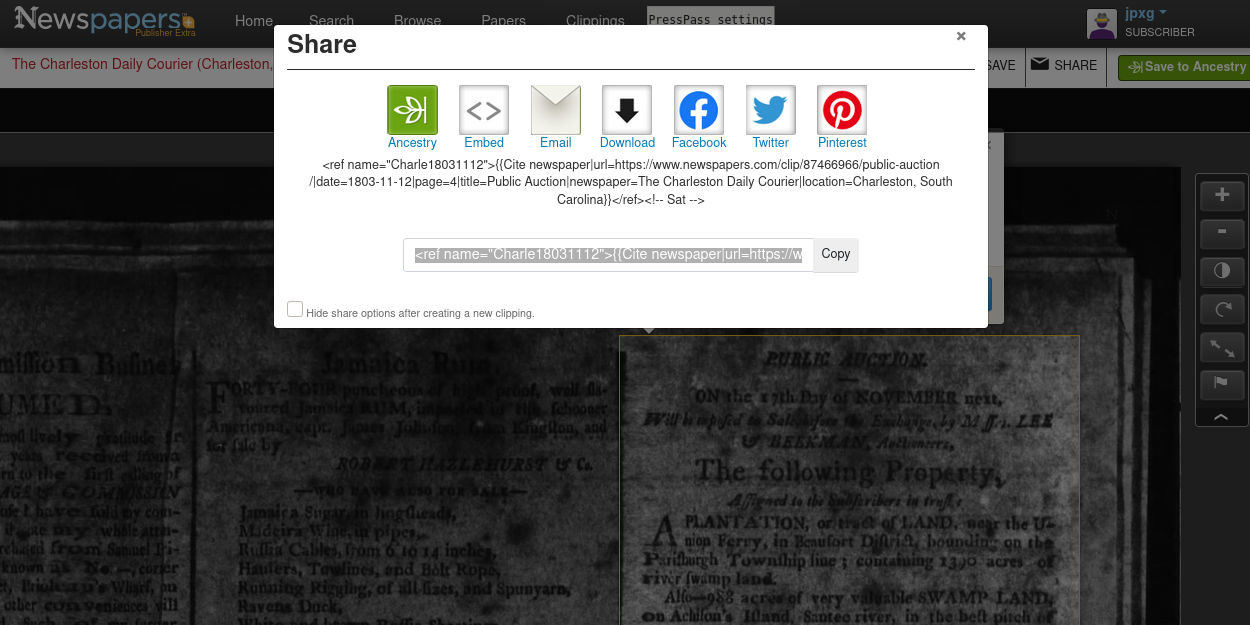 Newspapers
Publisher Extra
Home
Search
Browse
Papers
Clippings
PressPass settings
jpxg
SUBSCRIBER
The Charleston Daily Courier (Charleston,
SAVE
SHARE
Save to Ancestry
Share
Ancestry
Embed
Email
Download
Facebook
Twitter
Pinterest
<ref name="Charle18031112">{{Cite newspaper|url=https://www.newspapers.com/clip/87466966/public-auction
/|date=1803-11-12|page=4|title=Public Auction|newspaper=The Charleston Daily Courier|location=Charleston, South
Carolina}}</ref><!-- Sat -->
<ref name="Charle18031112">{{Cite newspaper|url=https://w
Copy
Hide share options after creating a new clipping.
Jamaica Rum.
FORTY-FOUR puncheons of high proof, well fla-
voured Jamaica RUM, imported in the schooner
Americana, capt. James Johnson, from Kingston, and
for sale by
ROBERT HAZLEHURST & Co.
—WHO HAVE ALSO FOR SALE—
Jamaica Sugar, in hogsheads,
Madeira Wine, in pipes,
Russia Cables, from 6 to 14 inches,
Hausers, Towlines, and Bolt Rope,
Running Rigging, of all sizes, and Spunyarn,
Ravens Duck,
PUBLIC AUCTION.
ON the 17th Day of NOVEMBER next,
Will be exposed to Sale, before the Exchange, by Messrs. LEE
& BEEKMAN, Auctioneers,
The following Property,
Assigned to the Subscribers in trust:
A PLANTATION, or tract of LAND, near the U-
nion Ferry, in Beaufort District, bounding on the
Purisburgh Township line; containing 1390 acres of
river swamp land.
Also—988 acres of very valuable SWAMP LAND,
on Achison's Island, Santee river, in the best pitch of